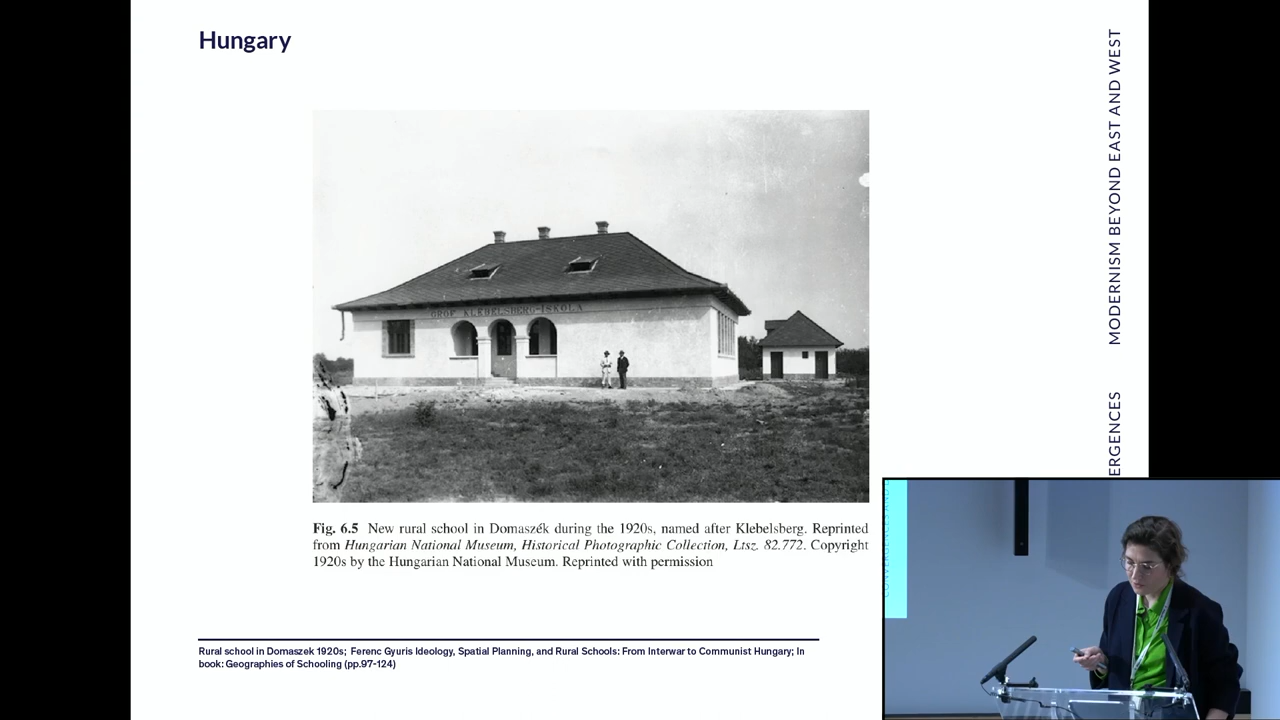 Hungary
GROF KLEBELSBERG-ISKOLA
Fig. 6.5 New rural school in Domaszék during the 1920s, named after Klebelsberg. Reprinted
from Hungarian National Museum, Historical Photographic Collection, Ltsz. 82.772. Copyright
1920s by the Hungarian National Museum. Reprinted with permission
Rural school in Domaszek 1920s; Ferenc Gyuris Ideology, Spatial Planning, and Rural Schools: From Interwar to Communist Hungary; In
book: Geographies of Schooling (pp.97-124)
ERGENCES MODERNISM BEYOND EAST AND WEST
CONVERGENCES AND